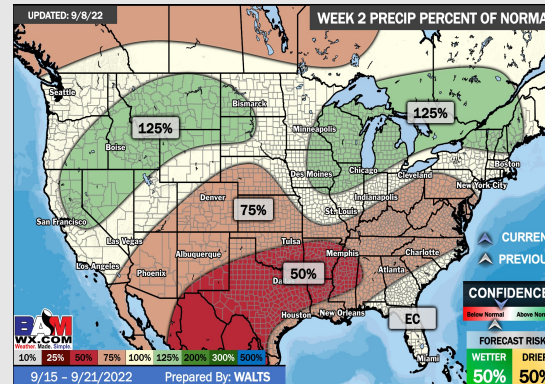 UPDATED: 9/8/22
WEEK 2 PRECIP PERCENT OF NORMA
Seattle
Bismarck
125%
125%
Minneapolis
Boise
Boston
Chicago
Cleveland
Des Moines
New York City
Denver
Indianapolis
75%
St. Louis
San Francisco
CURREN
Las Vegas
Tulsa
Albuquerque
Memphis
Charlotte
PREVIOU
Los Angeles
Phoenix
50%
Atlanta
Da
CONFIDENCE
Houston
New Orleans
EC
Below Normal
Above Nor
BAM
WX.COM
Weather. Made. Simple.
FORECAST RISK
Miami
WETTER
DRIE
10% 25% 50% 75% 100% 125% 200% 300% 500%
50%
50%
9/15 – 9/21/2022
Prepared By: WALTS